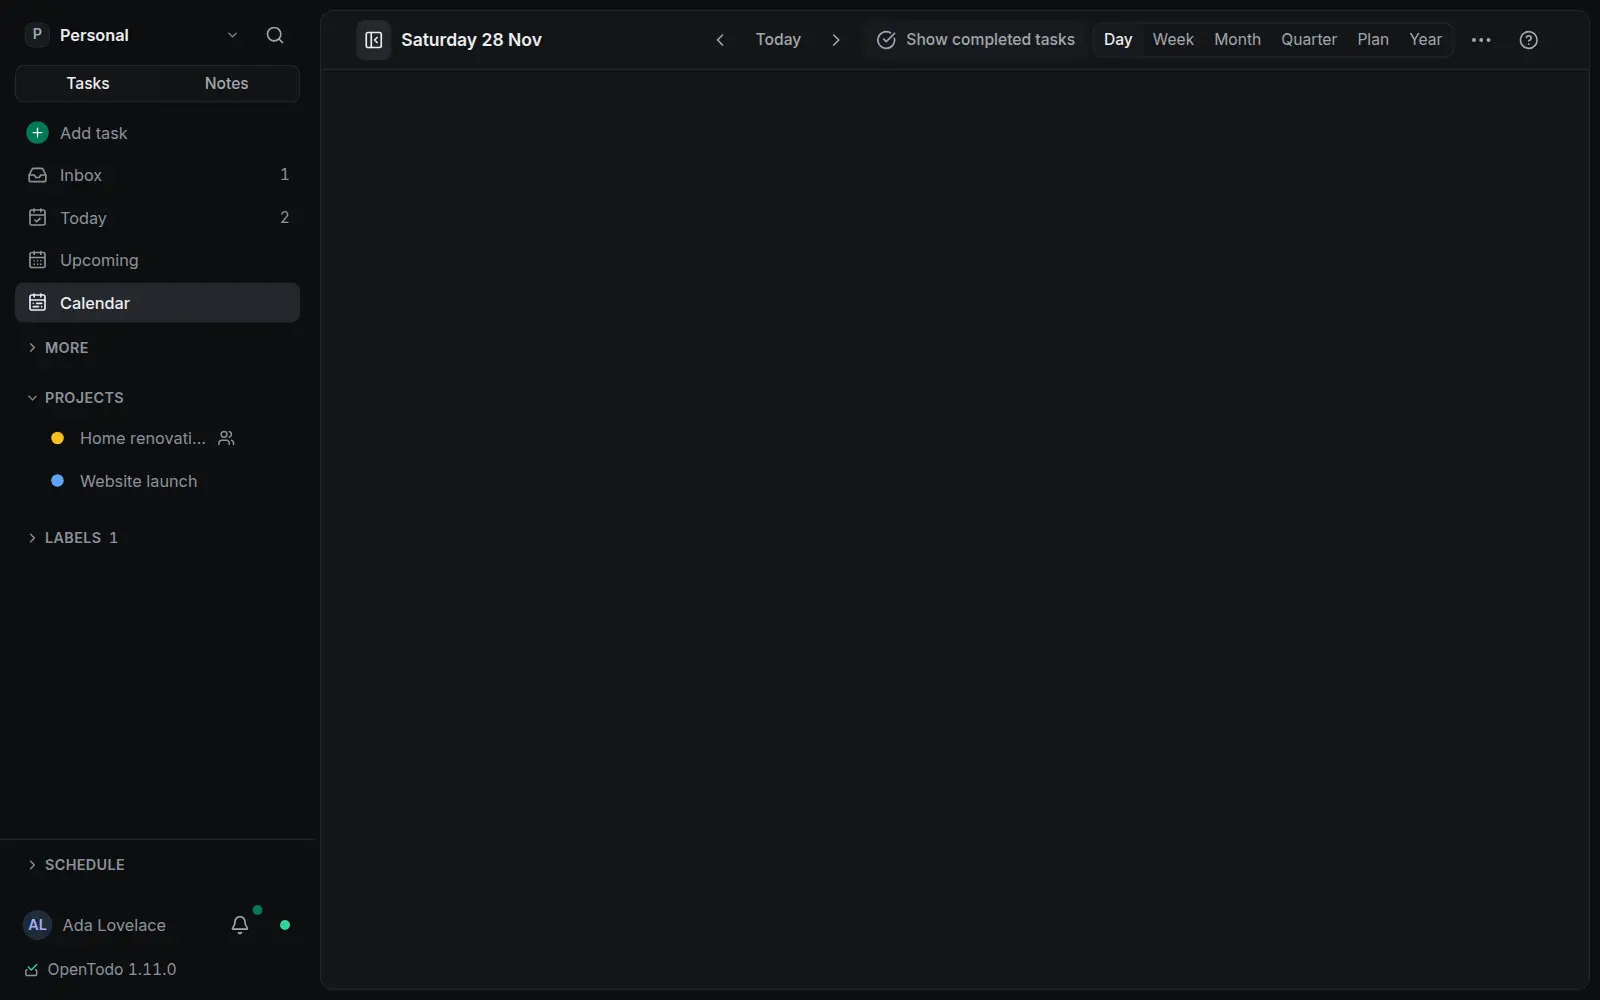 P Personal
Tasks Notes
Add task
Inbox 1
Today 2
Upcoming
Calendar
MORE
PROJECTS
Home renovati...
Website launch
LABELS 1
SCHEDULE
AL Ada Lovelace
OpenTodo 1.11.0
Saturday 28 Nov
Today
Show completed tasks
Day Week Month Quarter Plan Year